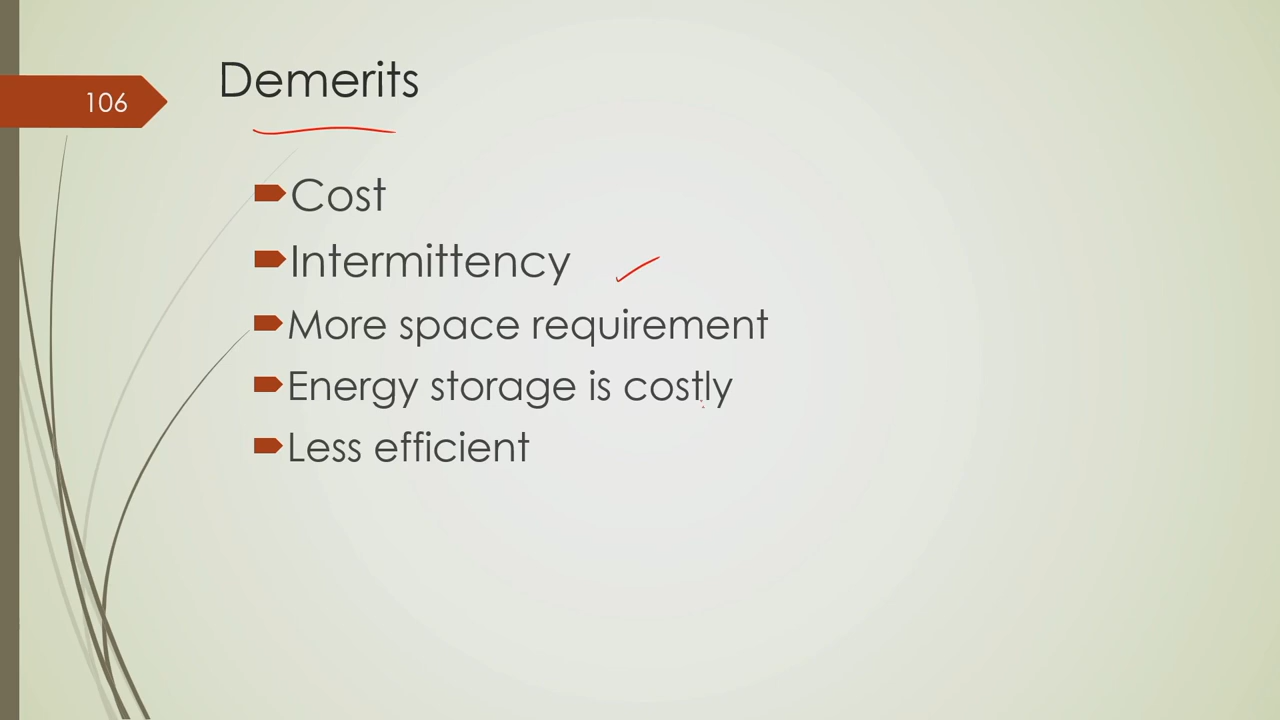 106
Demerits
Cost
Intermittency
More space requirement
Energy storage is costly
Less efficient